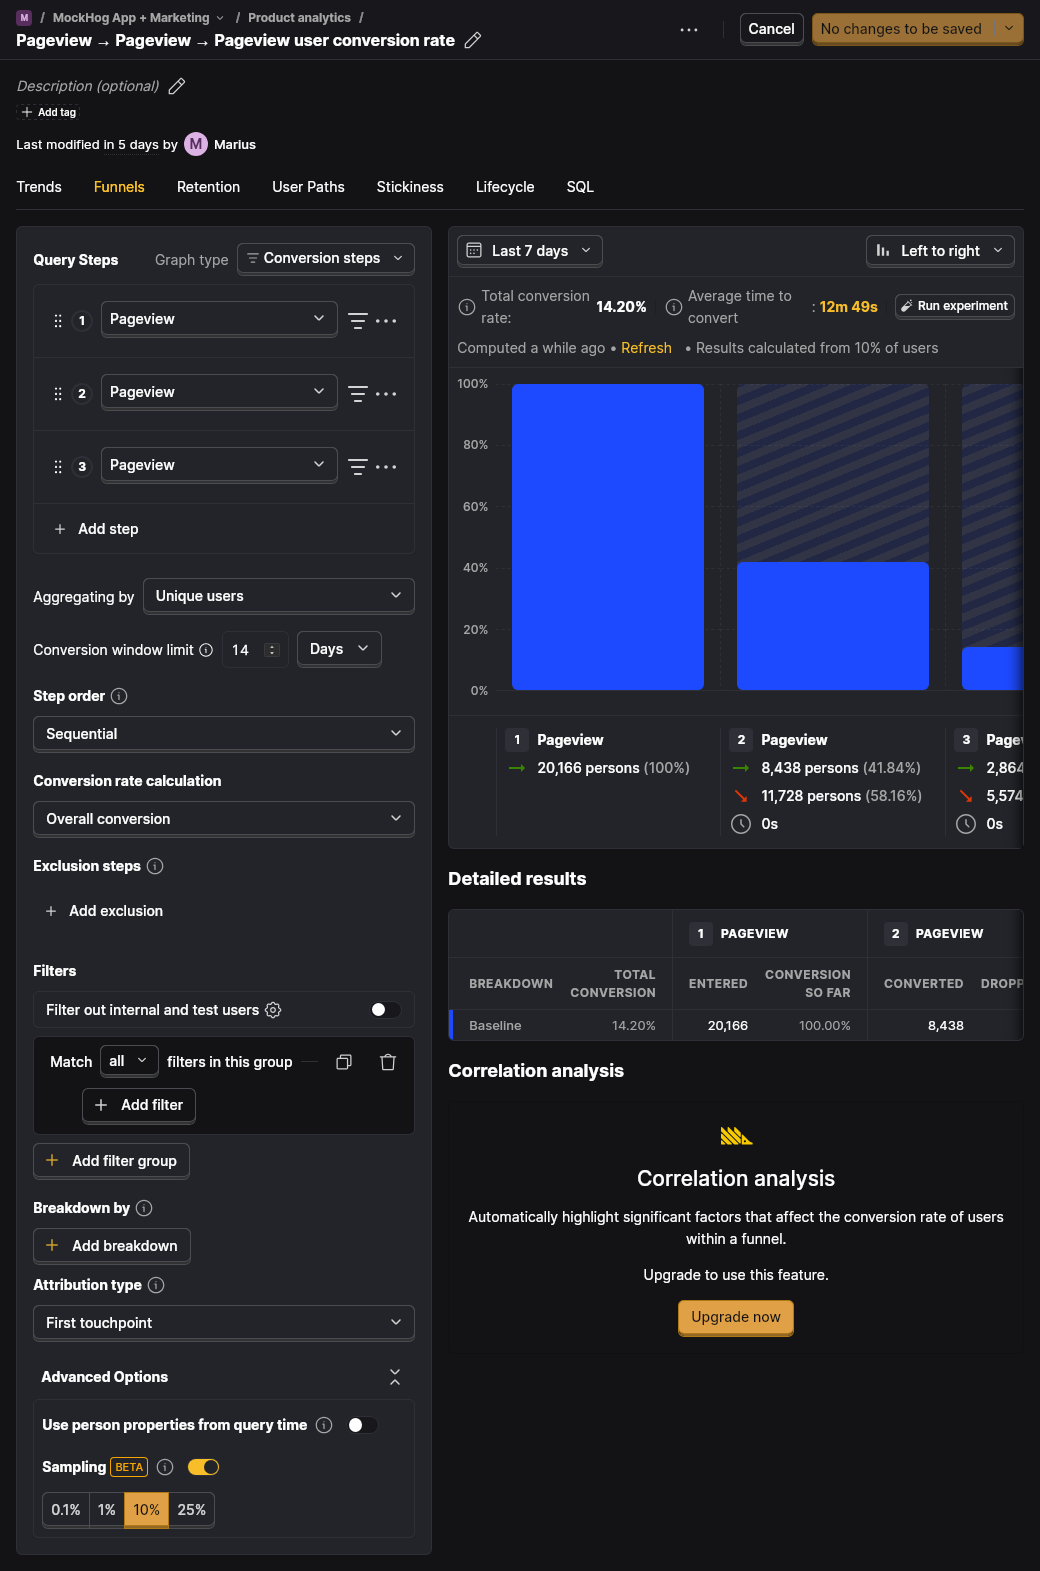 M / MockHog App + Marketing / Product analytics /
Pageview → Pageview → Pageview user conversion rate
Cancel
No changes to be saved
Description (optional)
Add tag
Last modified in 5 days by M Marius
Trends Funnels Retention User Paths Stickiness Lifecycle SQL
Query Steps Graph type Conversion steps
1 Pageview
2 Pageview
3 Pageview
+ Add step
Aggregating by Unique users
Conversion window limit 14 Days
Step order
Sequential
Conversion rate calculation
Overall conversion
Exclusion steps
+ Add exclusion
Filters
Filter out internal and test users
Match all filters in this group
+ Add filter
+ Add filter group
Breakdown by
+ Add breakdown
Attribution type
First touchpoint
Advanced Options
Use person properties from query time
Sampling BETA
0.1% 1% 10% 25%
Last 7 days Left to right
Total conversion rate: 14.20% Average time to convert : 12m 49s Run experiment
Computed a while ago • Refresh • Results calculated from 10% of users
100%
80%
60%
40%
20%
0%
1 Pageview 2 Pageview 3 Pagev
20,166 persons (100%) 8,438 persons (41.84%) 2,864
11,728 persons (58.16%) 5,574
0s 0s
Detailed results
1 PAGEVIEW 2 PAGEVIEW
BREAKDOWN TOTAL CONVERSION ENTERED CONVERSION SO FAR CONVERTED DROPP
Baseline 14.20% 20,166 100.00% 8,438
Correlation analysis
Correlation analysis
Automatically highlight significant factors that affect the conversion rate of users
within a funnel.
Upgrade to use this feature.
Upgrade now